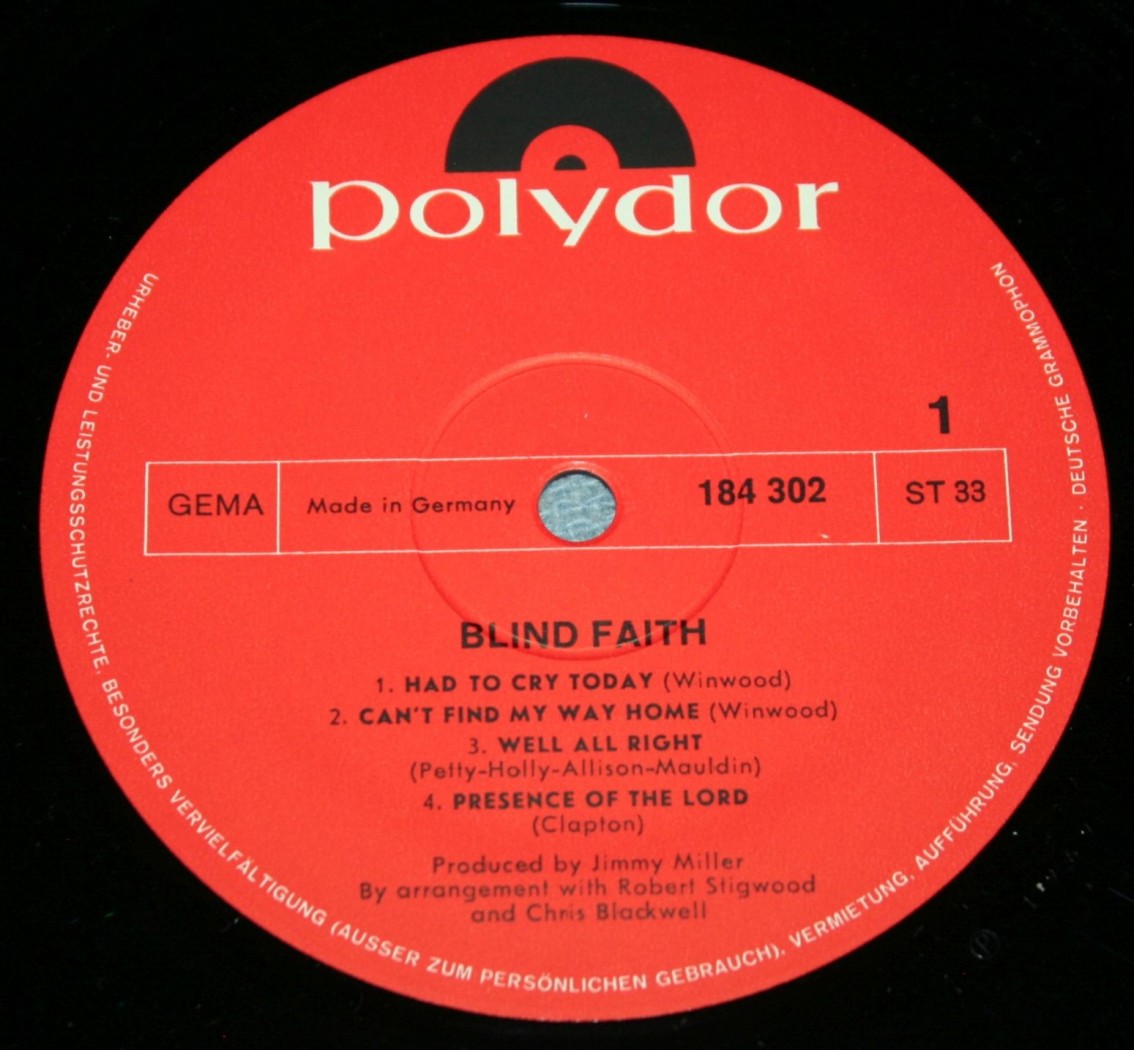 polydor
1
GEMA
Made in Germany
184 302
ST 33
BLIND FAITH
1. HAD TO CRY TODAY (Winwood)
2. CAN'T FIND MY WAY HOME (Winwood)
3. WELL ALL RIGHT
(Petty-Holly-Allison-Mauldin)
4. PRESENCE OF THE LORD
(Clapton)
Produced by Jimmy Miller
By arrangement with Robert Stigwood
and Chris Blackwell
URHEBER- UND LEISTUNGSSCHUTZRECHTE, BESONDERS VERVIELFÄLTIGUNG (AUSSER ZUM PERSÖNLICHEN GEBRAUCH), VERMIETUNG, AUFFÜHRUNG, SENDUNG VORBEHALTEN · DEUTSCHE GRAMMOPHON